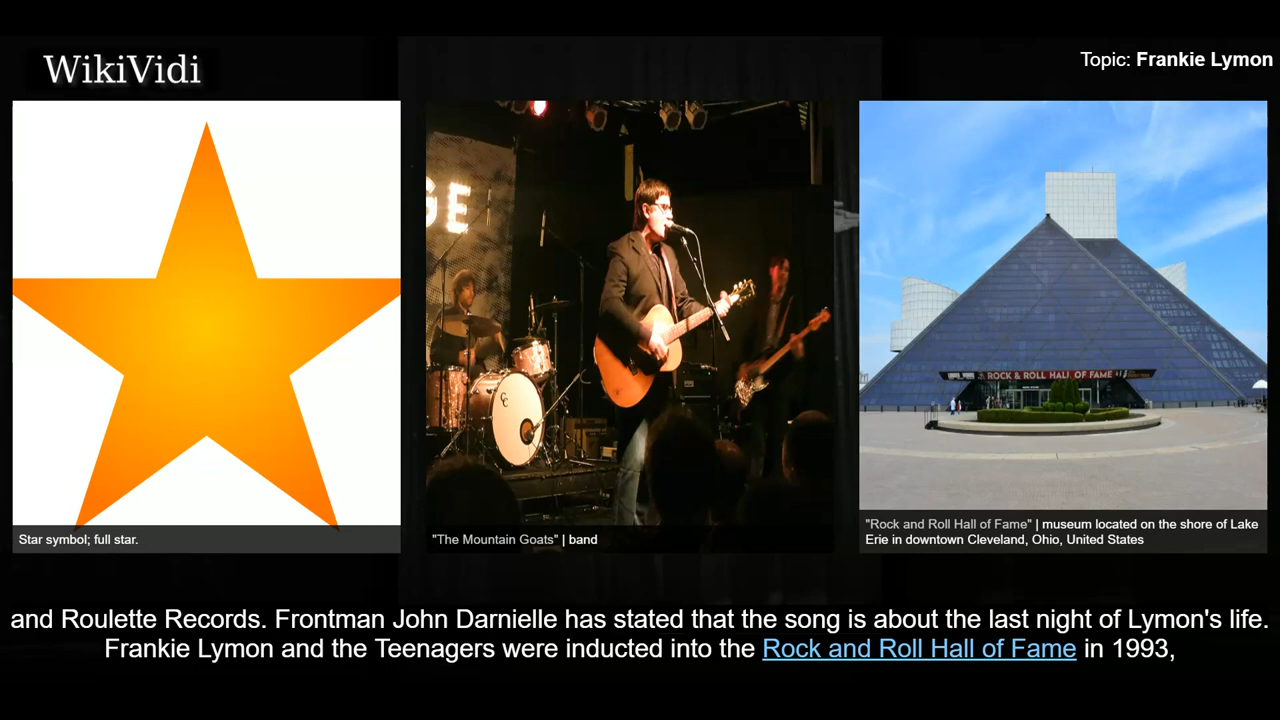 WikiVidi
Topic: Frankie Lymon
GE
ROCK & ROLL HALL OF FAME
Star symbol; full star.
"The Mountain Goats" | band
"Rock and Roll Hall of Fame" | museum located on the shore of Lake
Erie in downtown Cleveland, Ohio, United States
and Roulette Records. Frontman John Darnielle has stated that the song is about the last night of Lymon's life.
Frankie Lymon and the Teenagers were inducted into the Rock and Roll Hall of Fame in 1993,